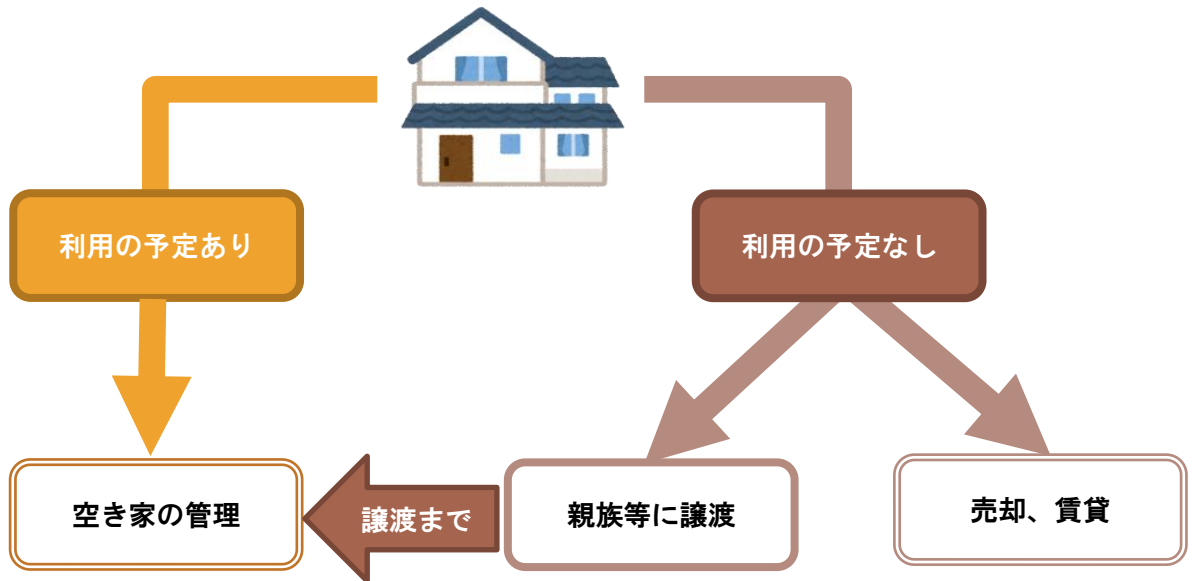 利用の予定あり
利用の予定なし
空き家の管理
譲渡まで
親族等に譲渡
売却、賃貸